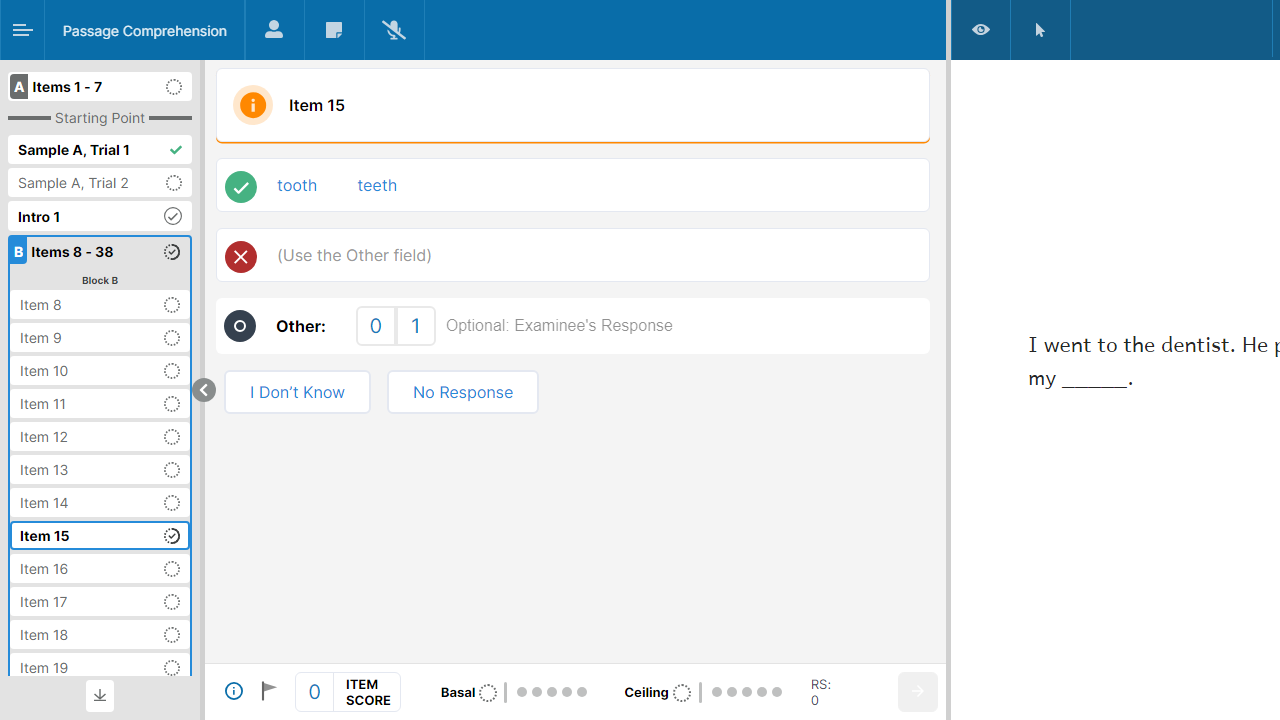 Passage Comprehension
A Items 1 - 7
Starting Point
Sample A, Trial 1
Sample A, Trial 2
Intro 1
B Items 8 - 38
Block B
Item 8
Item 9
Item 10
Item 11
Item 12
Item 13
Item 14
Item 15
Item 16
Item 17
Item 18
Item 19
Item 15
tooth teeth
(Use the Other field)
Other: 0 1 Optional: Examinee's Response
I Don’t Know No Response
0 ITEM SCORE Basal Ceiling RS: 0
I went to the dentist. He
my ______.